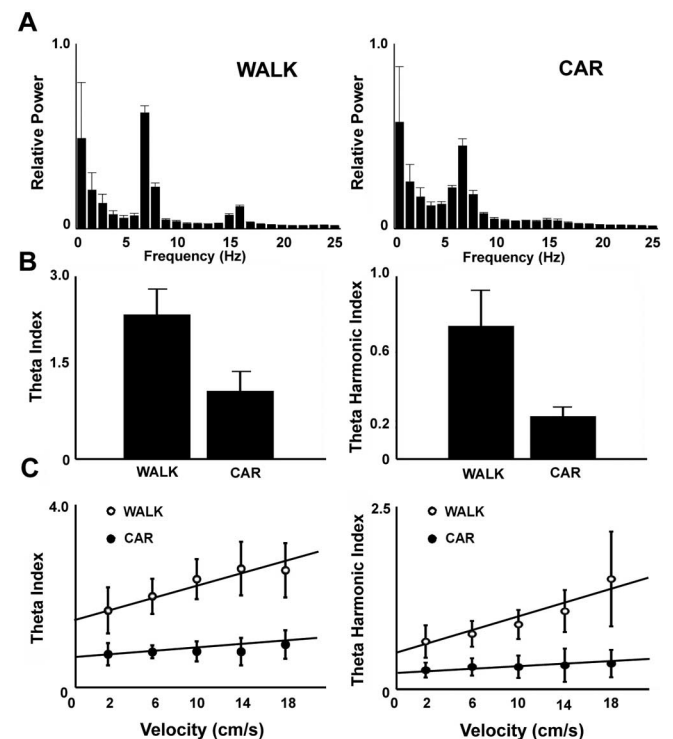 A
1.0
WALK
Relative Power
0
0 5 10 15 20 25
Frequency (Hz)
1.0
CAR
Relative Power
0
0 5 10 15 20 25
Frequency (Hz)
B
3.0
Theta Index
1.5
0
WALK CAR
1.0
Theta Harmonic Index
0.6
0.2
0
WALK CAR
C
4.0
WALK
CAR
Theta Index
0
0 2 6 10 14 18
Velocity (cm/s)
2.5
WALK
CAR
Theta Harmonic Index
0
0 2 6 10 14 18
Velocity (cm/s)